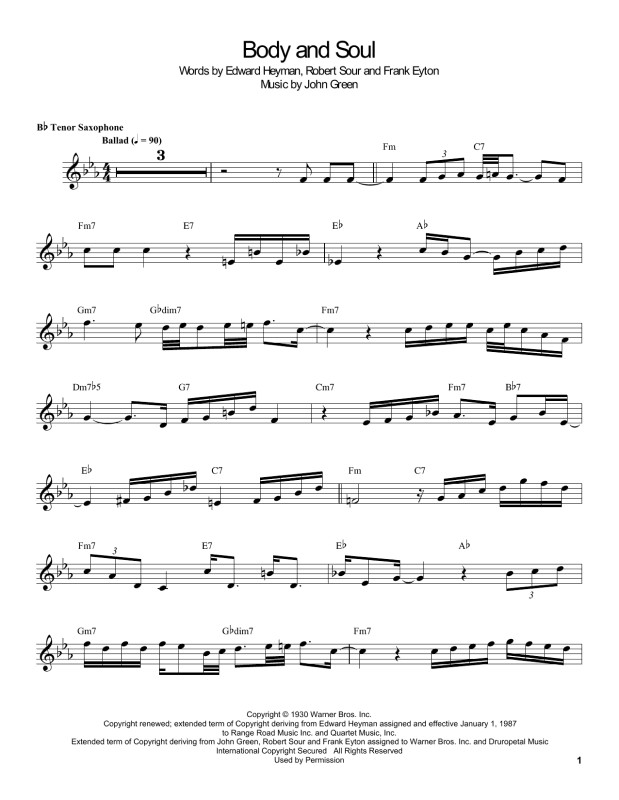 Body and Soul
Words by Edward Heyman, Robert Sour and Frank Eyton
Music by John Green
B♭ Tenor Saxophone
Ballad (♩ = 90)
3
Fm C7
3
Fm7 E7 E♭ A♭
Gm7 G♭dim7 Fm7
Dm7♭5 G7 Cm7 Fm7 B♭7
E♭ C7 Fm C7
Fm7 E7 E♭ A♭
3
3
Gm7 G♭dim7 Fm7
Copyright © 1930 Warner Bros. Inc.
Copyright renewed; extended term of Copyright deriving from Edward Heyman assigned and effective January 1, 1987
to Range Road Music Inc. and Quartet Music, Inc.
Extended term of Copyright deriving from John Green, Robert Sour and Frank Eyton assigned to Warner Bros. Inc. and Druropetal Music
International Copyright Secured All Rights Reserved
Used by Permission
1